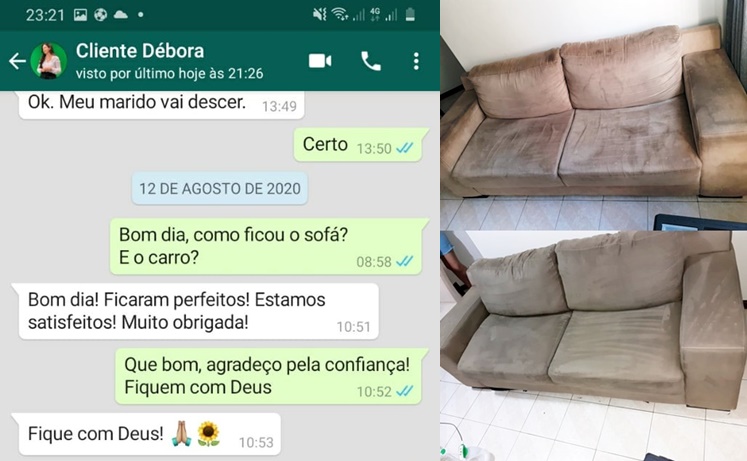 23:21
4G
Cliente Débora
visto por último hoje às 21:26
Ok. Meu marido vai descer. 13:49
Certo 13:50
12 DE AGOSTO DE 2020
Bom dia, como ficou o sofá?
E o carro?
08:58
Bom dia! Ficaram perfeitos! Estamos
satisfeitos! Muito obrigada!
10:51
Que bom, agradeço pela confiança!
Fiquem com Deus
10:52
Fique com Deus! 🙏🏼🌻 10:53